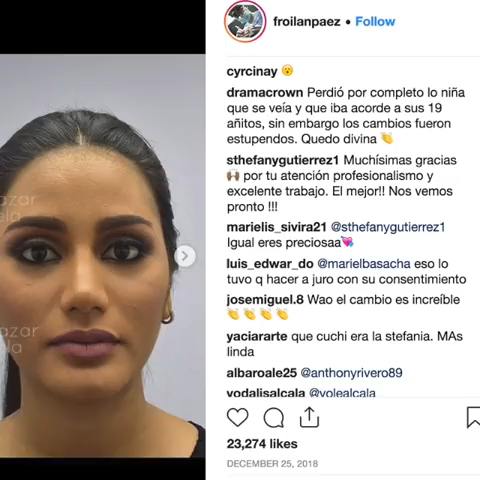 froilanpaez • Follow
cyrcinay 😮
dramacrown Perdió por completo lo niña
que se veía y que iba acorde a sus 19
añitos, sin embargo los cambios fueron
estupendos. Quedo divina 👏
sthefanygutierrez1 Muchísimas gracias
🙌🏽 por tu atención profesionalismo y
excelente trabajo. El mejor!! Nos vemos
pronto !!!
marielis_sivira21 @sthefanygutierrez1
Igual eres preciosaa💘
luis_edwar_do @marielbasacha eso lo
tuvo q hacer a juro con su consentimiento
josemiguel.8 Wao el cambio es increíble
👏👏👏👏
yaciararte que cuchi era la stefania. MAs
linda
albaroale25 @anthonyrivero89
yodalisalcala @yolealcala
23,274 likes
DECEMBER 25, 2018